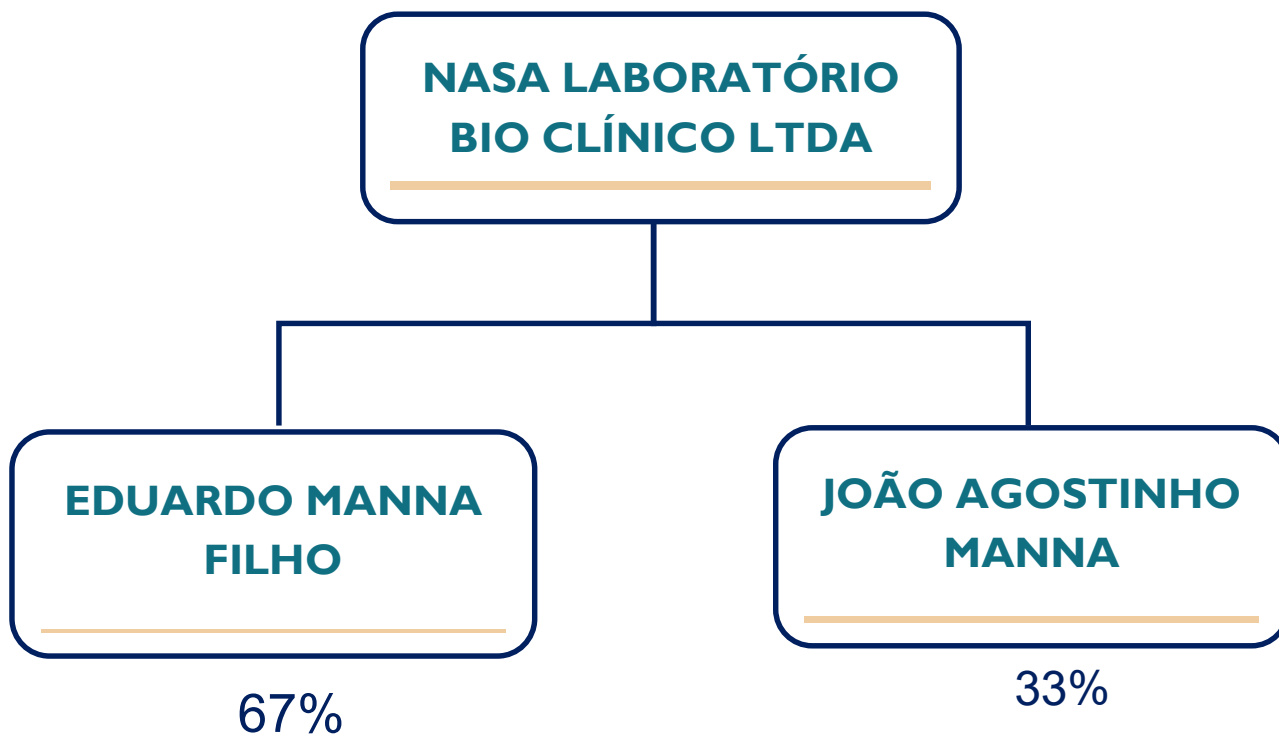 NASA LABORATÓRIO
BIO CLÍNICO LTDA
EDUARDO MANNA
FILHO
67%
JOÃO AGOSTINHO
MANNA
33%